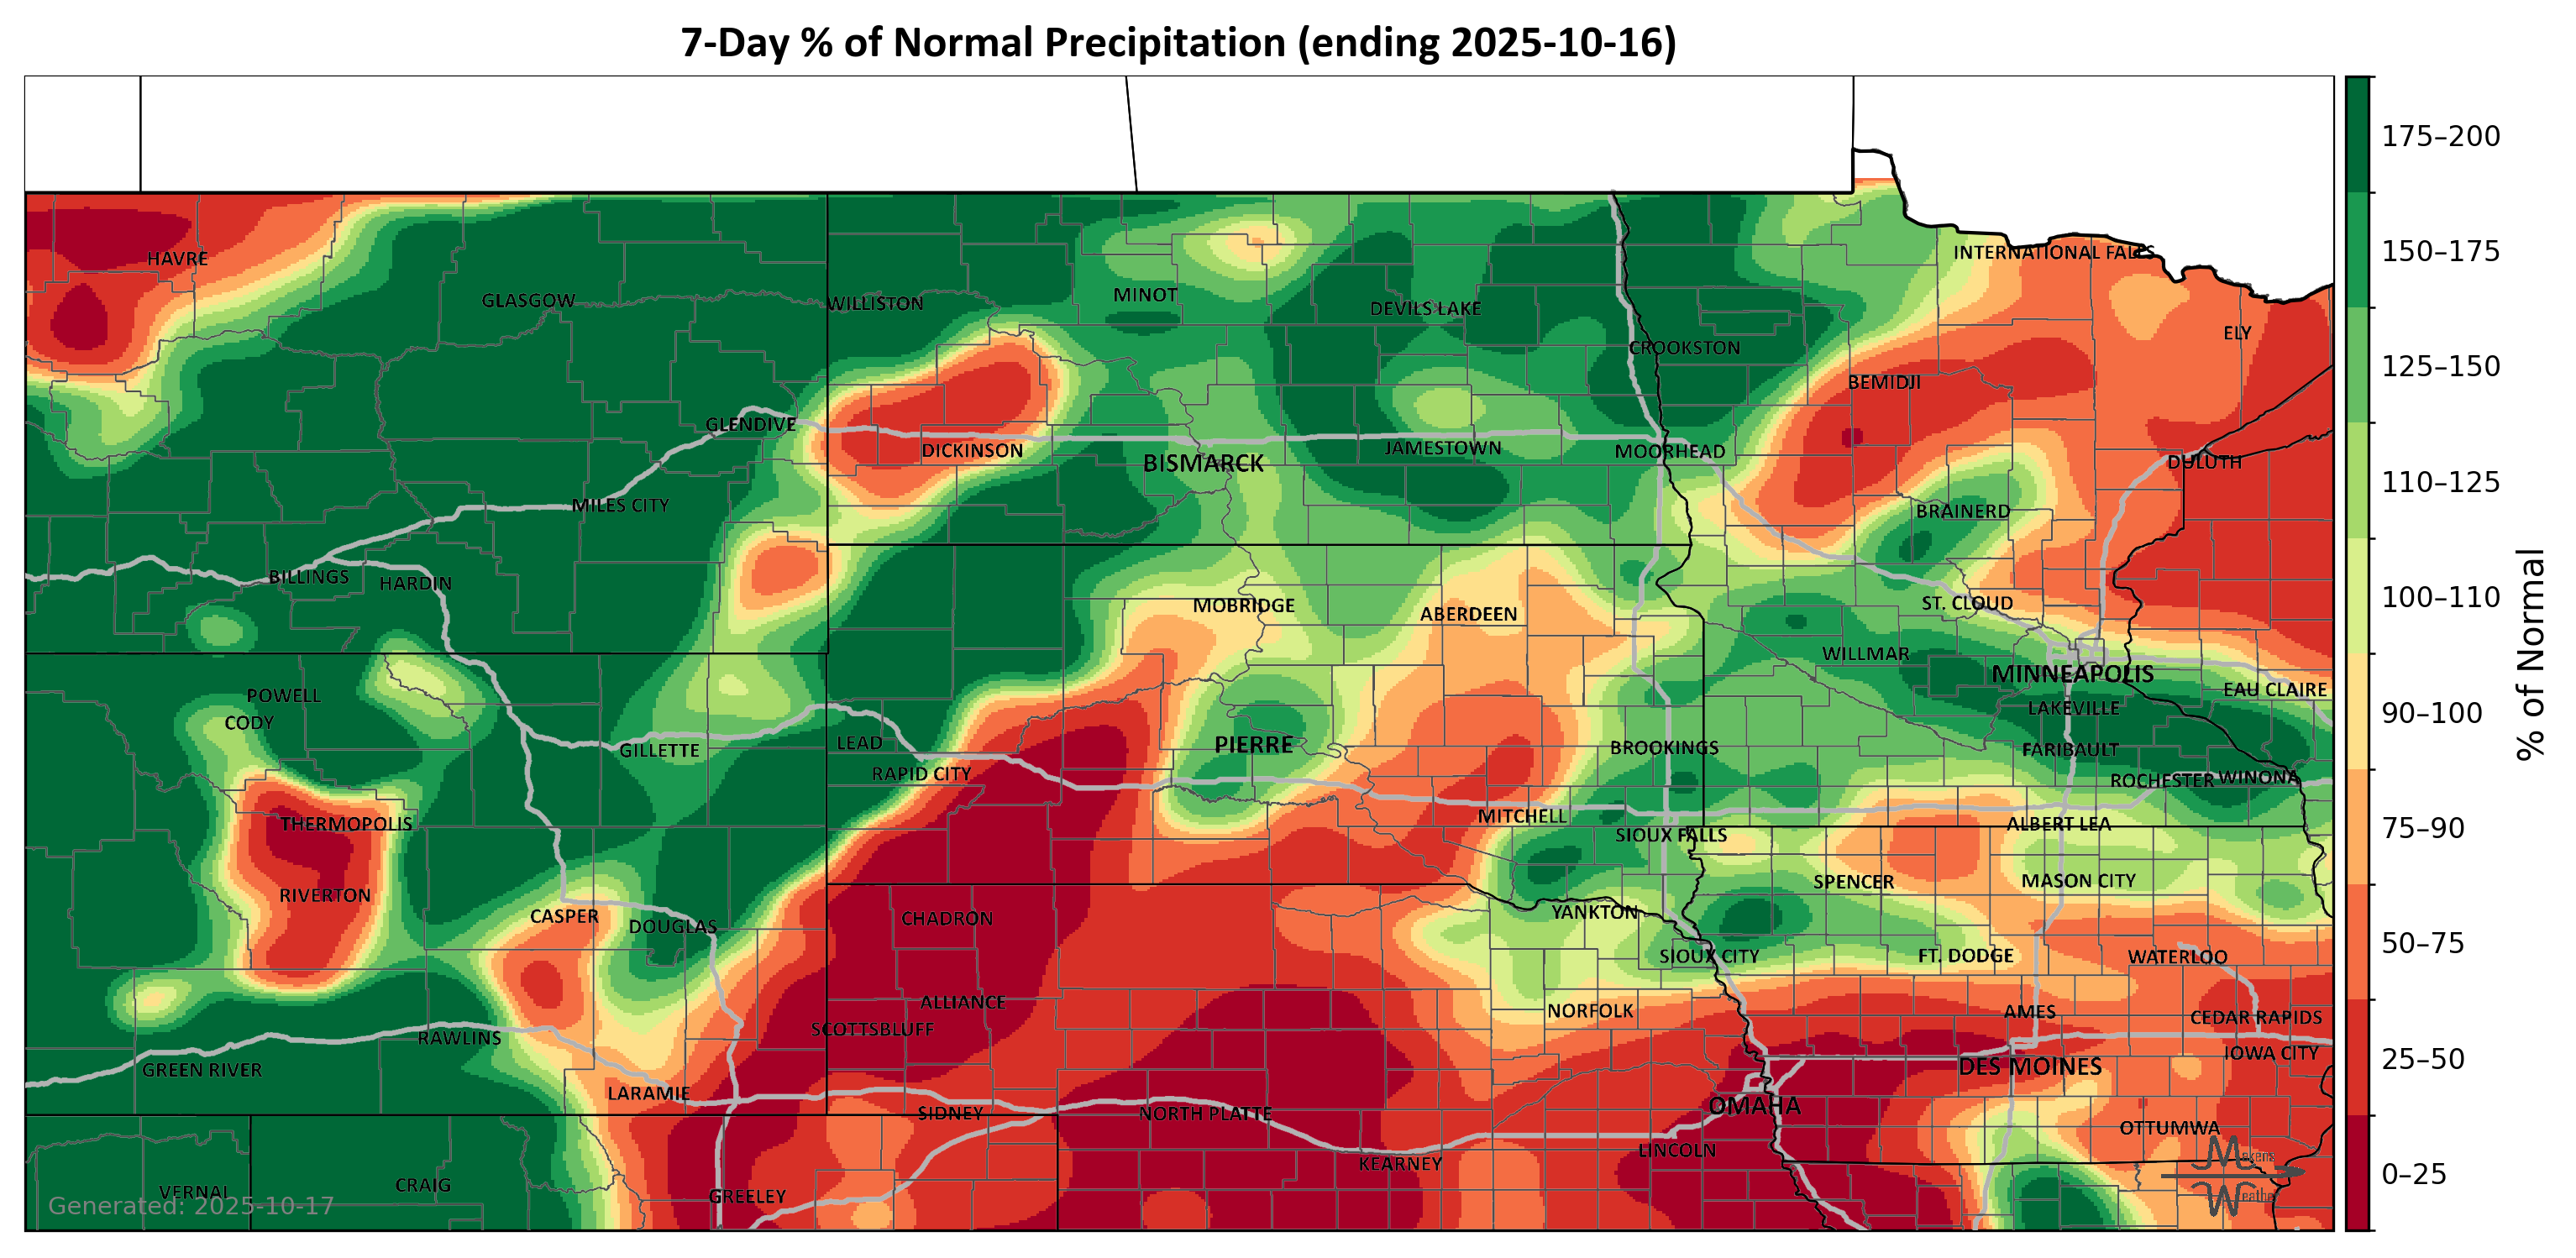 7-Day % of Normal Precipitation (ending 2025-10-16)
175–200
150–175
125–150
110–125
100–110
90–100
75–90
50–75
25–50
0–25
% of Normal
HAVRE
INTERNATIONAL FALLS
GLASGOW
WILLISTON
MINOT
DEVILS LAKE
ELY
CROOKSTON
BEMIDJI
GLENDIVE
DICKINSON
BISMARCK
JAMESTOWN
MOORHEAD
DULUTH
MILES CITY
BRAINERD
BILLINGS
HARDIN
MOBRIDGE
ABERDEEN
ST. CLOUD
WILLMAR
MINNEAPOLIS
EAU CLAIRE
POWELL
CODY
LAKEVILLE
GILLETTE
LEAD
PIERRE
BROOKINGS
FARIBAULT
RAPID CITY
ROCHESTER
WINONA
THERMOPOLIS
MITCHELL
SIOUX FALLS
ALBERT LEA
RIVERTON
SPENCER
MASON CITY
CASPER
DOUGLAS
CHADRON
YANKTON
SIOUX CITY
FT. DODGE
WATERLOO
ALLIANCE
NORFOLK
AMES
CEDAR RAPIDS
SCOTTSBLUFF
RAWLINS
IOWA CITY
GREEN RIVER
DES MOINES
LARAMIE
SIDNEY
NORTH PLATTE
OMAHA
OTTUMWA
LINCOLN
KEARNEY
VERNAL
CRAIG
GREELEY
Generated: 2025-10-17
Makens
Weather